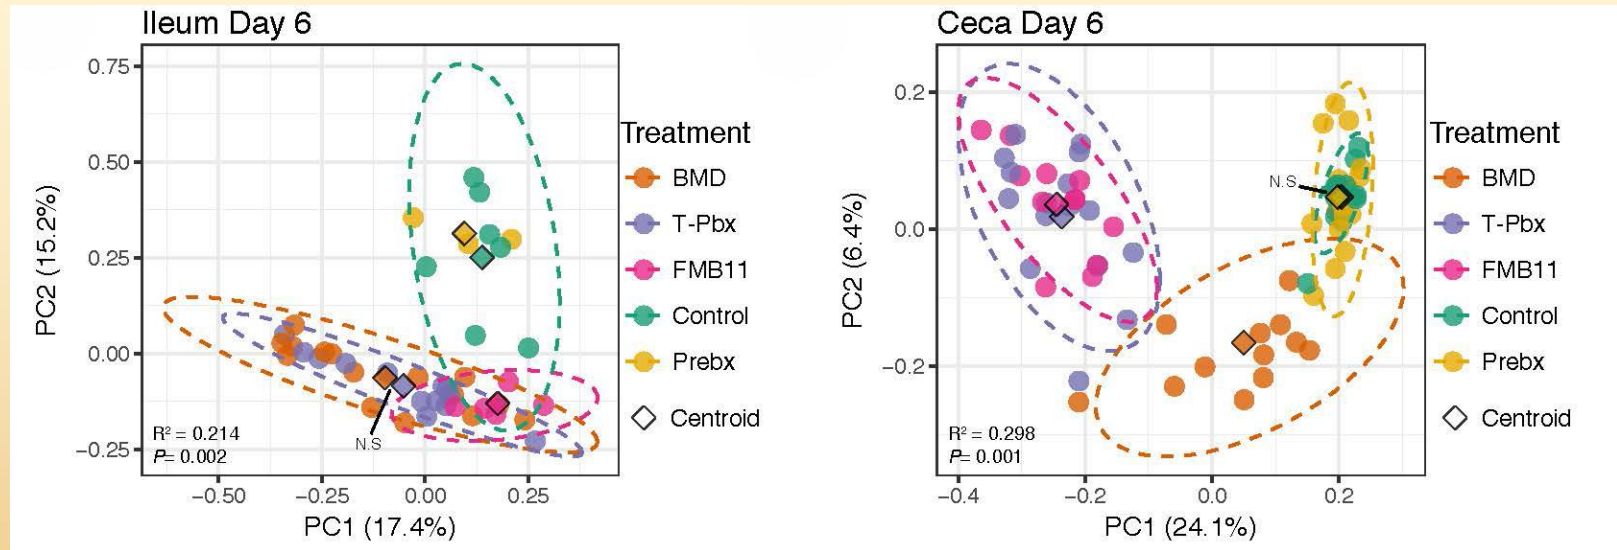 Ileum Day 6
0.75
0.50
0.25
0.00
−0.25
PC2 (15.2%)
N.S
R² = 0.214
P= 0.002
−0.50
−0.25
0.00
0.25
PC1 (17.4%)
Treatment
BMD
T-Pbx
FMB11
Control
Prebx
Centroid
Ceca Day 6
0.2
0.0
−0.2
PC2 (6.4%)
N.S
R² = 0.298
P= 0.001
−0.4
−0.2
0.0
0.2
PC1 (24.1%)
Treatment
BMD
T-Pbx
FMB11
Control
Prebx
Centroid